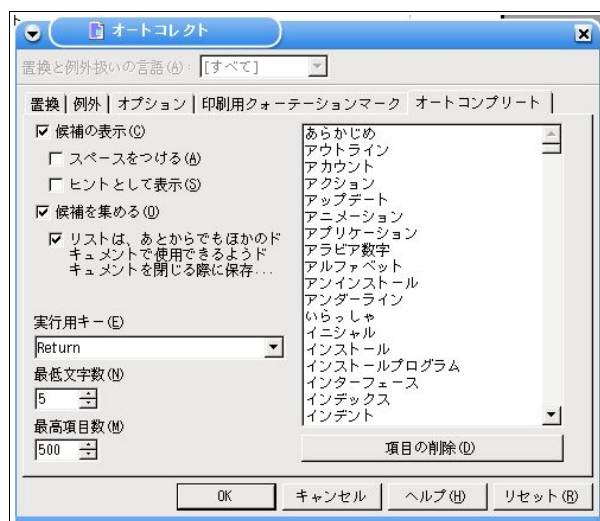 オートコレクト
置換と例外扱いの言語(A): [すべて]
置換 例外 オプション 印刷用クォーテーションマーク オートコンプリート
候補の表示(C)
スペースをつける(A)
ヒントとして表示(S)
候補を集める(O)
リストは、あとからでもほかのド
キュメントで使用できるようド
キュメントを閉じる際に保存...
実行用キー(E)
Return
最低文字数(N)
5
最高項目数(M)
500
あらかじめ
アウトライン
アカウント
アクション
アップデート
アニメーション
アプリケーション
アラビア数字
アルファベット
アンインストール
アンダーライン
いらっしゃ
イニシャル
インストール
インストールプログラム
インターフェース
インデックス
インデント
項目の削除(D)
OK キャンセル ヘルプ(H) リセット(R)